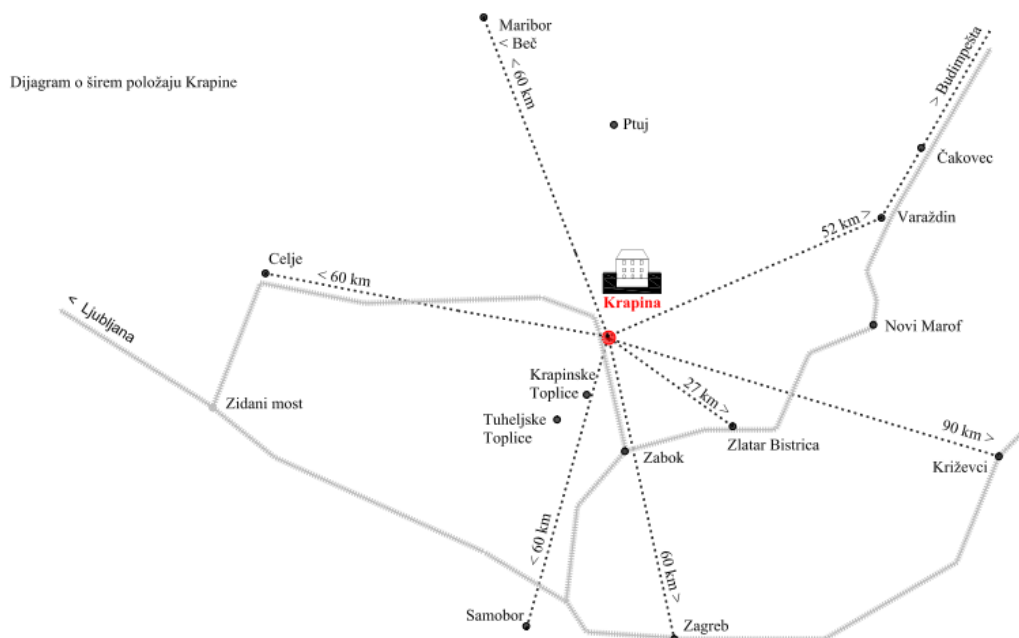 Maribor
< Beč
< 60 km
> Budimpešta
Dijagram o širem položaju Krapine
Ptuj
Čakovec
52 km >
Varaždin
Celje
< 60 km
Krapina
< Ljubljana
Novi Marof
Krapinske
Toplice
27 km >
Zidani most
Tuheljske
Toplice
Zlatar Bistrica
90 km >
Zabok
Križevci
< 60 km
60 km >
Samobor
Zagreb